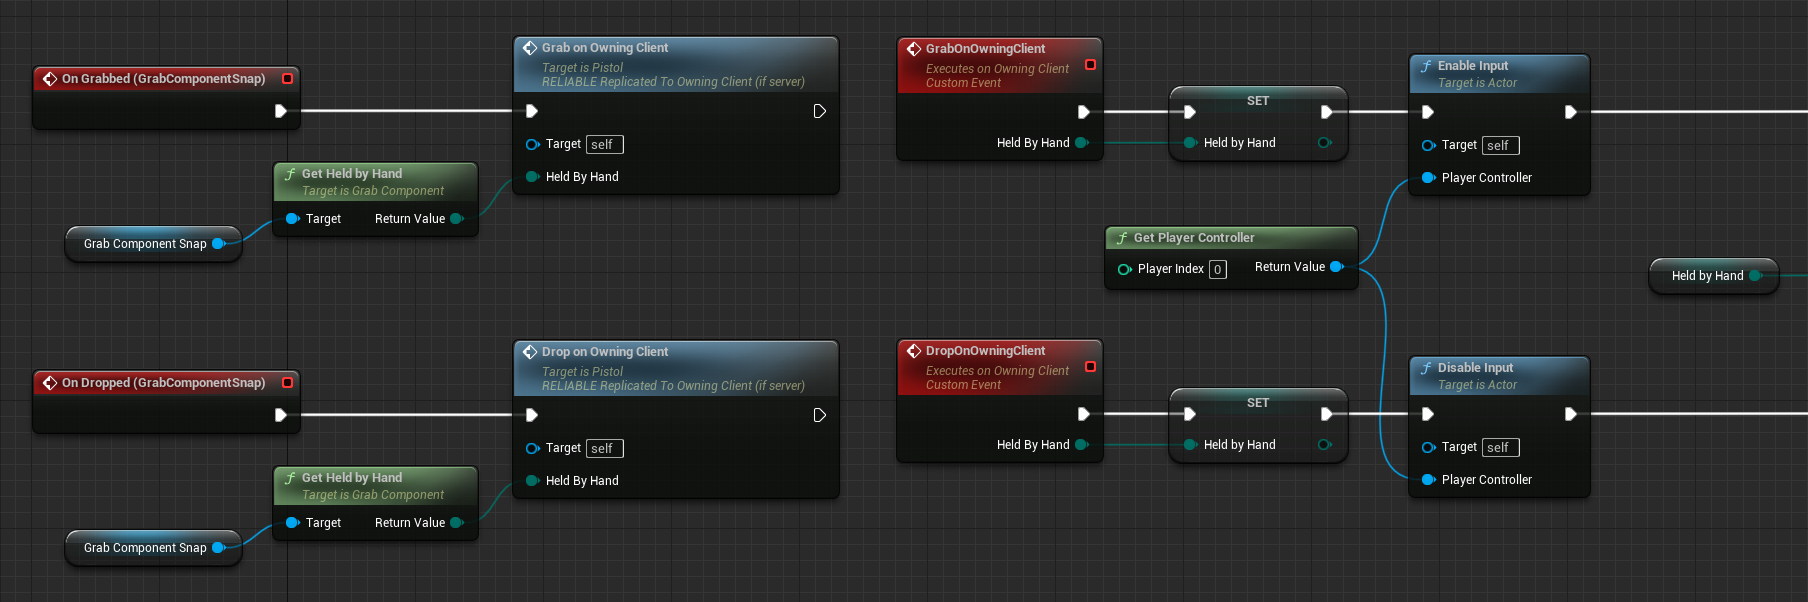 On Grabbed (GrabComponentSnap)
Grab Component Snap
Get Held by Hand
Target is Grab Component
Target
Return Value
Grab on Owning Client
Target is Pistol
RELIABLE Replicated To Owning Client (if server)
Target self
Held By Hand
GrabOnOwningClient
Executes on Owning Client
Custom Event
Held By Hand
SET
Held by Hand
Enable Input
Target is Actor
Target self
Player Controller
Get Player Controller
Player Index 0
Return Value
Held by Hand
On Dropped (GrabComponentSnap)
Grab Component Snap
Get Held by Hand
Target is Grab Component
Target
Return Value
Drop on Owning Client
Target is Pistol
RELIABLE Replicated To Owning Client (if server)
Target self
Held By Hand
DropOnOwningClient
Executes on Owning Client
Custom Event
Held By Hand
SET
Held by Hand
Disable Input
Target is Actor
Target self
Player Controller